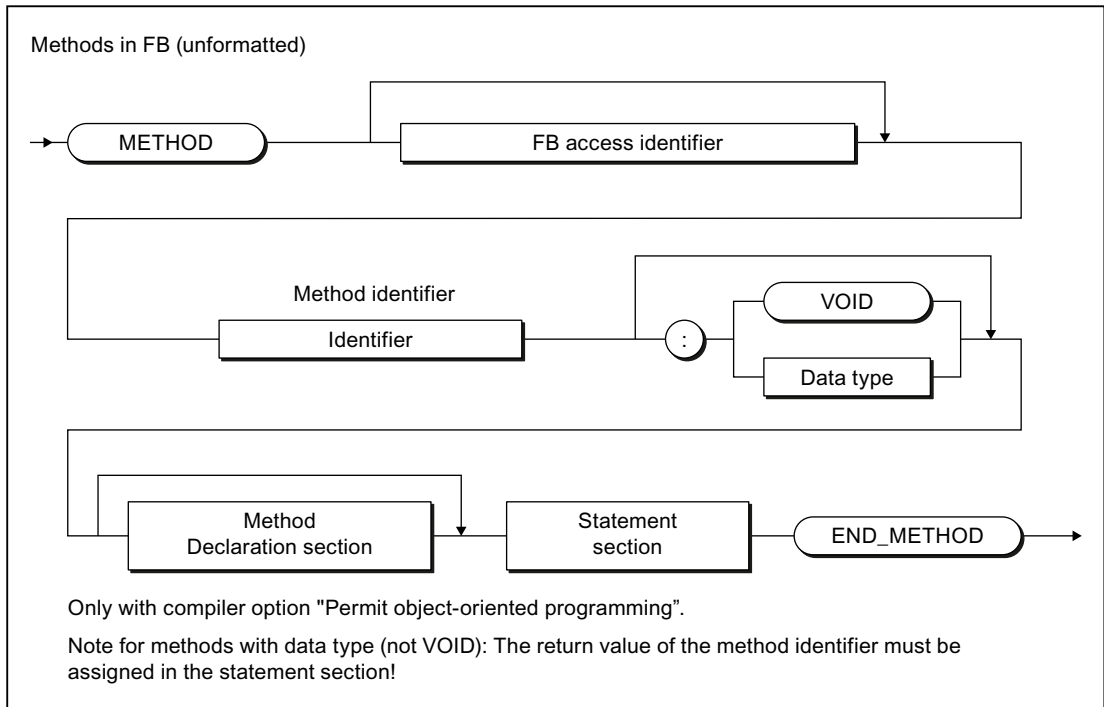 Methods in FB (unformatted)
METHOD
FB access identifier
Method identifier
Identifier
:
VOID
Data type
Method
Declaration section
Statement
section
END_METHOD
Only with compiler option "Permit object-oriented programming”.
Note for methods with data type (not VOID): The return value of the method identifier must be
assigned in the statement section!